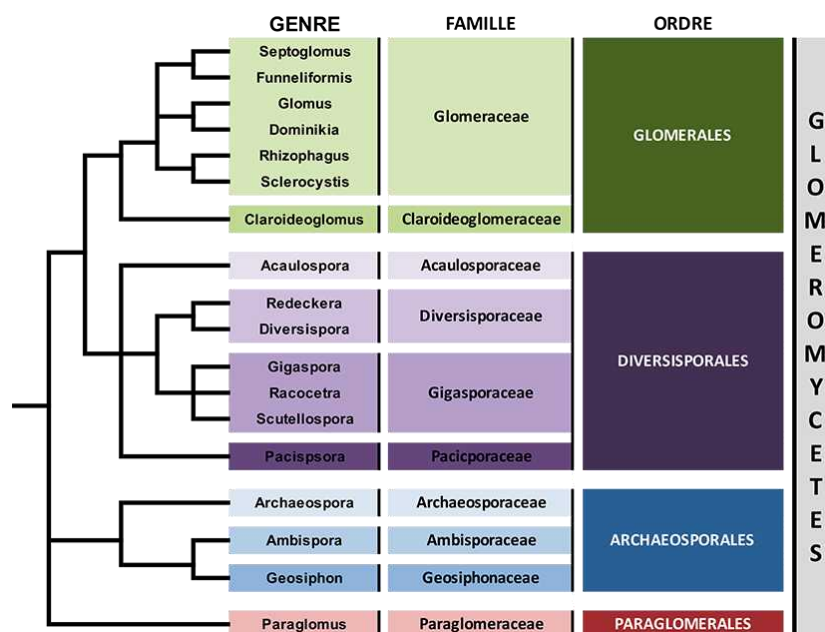 GENRE FAMILLE ORDRE
Septoglomus
Funneliformis
Glomus
Dominikia
Rhizophagus
Sclerocystis
Glomeraceae
GLOMERALES
Claroideoglomus Claroideoglomeraceae
Acaulospora Acaulosporaceae
Redeckera
Diversispora
Diversisporaceae
Gigaspora
Racocetra
Scutellospora
Gigasporaceae
DIVERSISPORALES
Pacispsora Pacicporaceae
Archaeospora Archaeosporaceae
Ambispora Ambisporaceae
Geosiphon Geosiphonaceae
ARCHAEOSPORALES
Paraglomus Paraglomeraceae PARAGLOMERALES
GLOMEROMYCETES